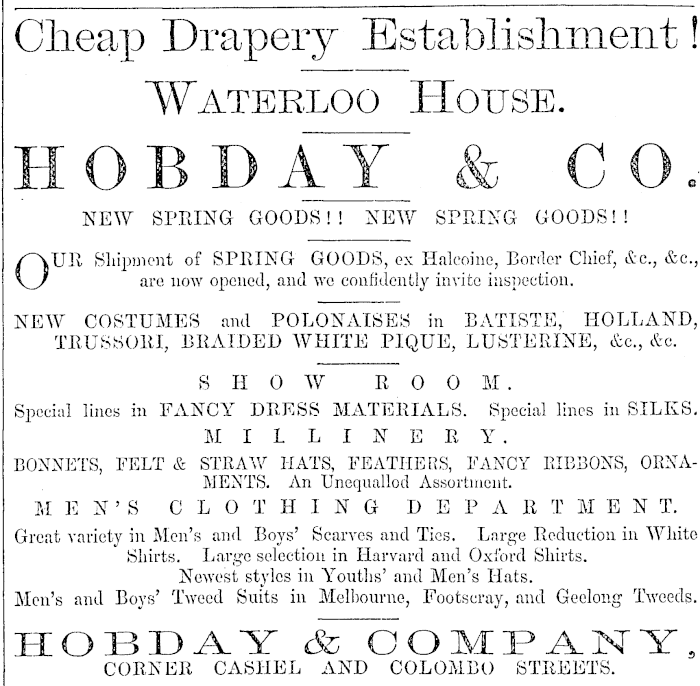 Cheap Drapery Establishment!
WATERLOO HOUSE.
HOBDAY & CO.
NEW SPRING GOODS!! NEW SPRING GOODS!!
OUR Shipment of SPRING GOODS, ex Halcoine, Border Chief, &c., &c.,
are now opened, and we confidently invite inspection.
NEW COSTUMES and POLONAISES in BATISTE, HOLLAND,
TRUSSORI, BRAIDED WHITE PIQUE, LUSTERINE, &c., &c.
SHOW ROOM.
Special lines in FANCY DRESS MATERIALS. Special lines in SILKS.
MILLINERY.
BONNETS, FELT & STRAW HATS, FEATHERS, FANCY RIBBONS, ORNA-
MENTS. An Unequalled Assortment.
MEN'S CLOTHING DEPARTMENT.
Great variety in Men's and Boys' Scarves and Ties. Large Reduction in White
Shirts. Large selection in Harvard and Oxford Shirts.
Newest styles in Youths' and Men's Hats.
Men's and Boys' Tweed Suits in Melbourne, Footscray, and Geelong Tweeds.
HOBDAY & COMPANY,
CORNER CASHEL AND COLOMBO STREETS.